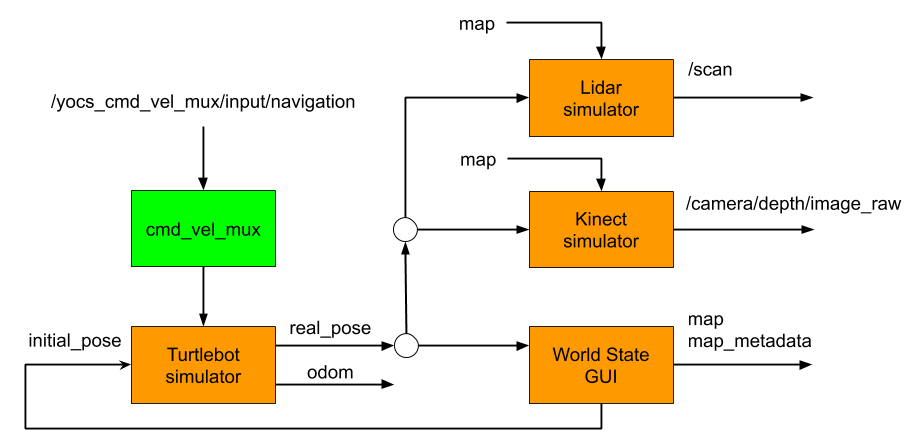 map
/scan
Lidar
simulator
/yocs_cmd_vel_mux/input/navigation
map
/camera/depth/image_raw
Kinect
simulator
cmd_vel_mux
initial_pose
real_pose
odom
Turtlebot
simulator
World State
GUI
map
map_metadata